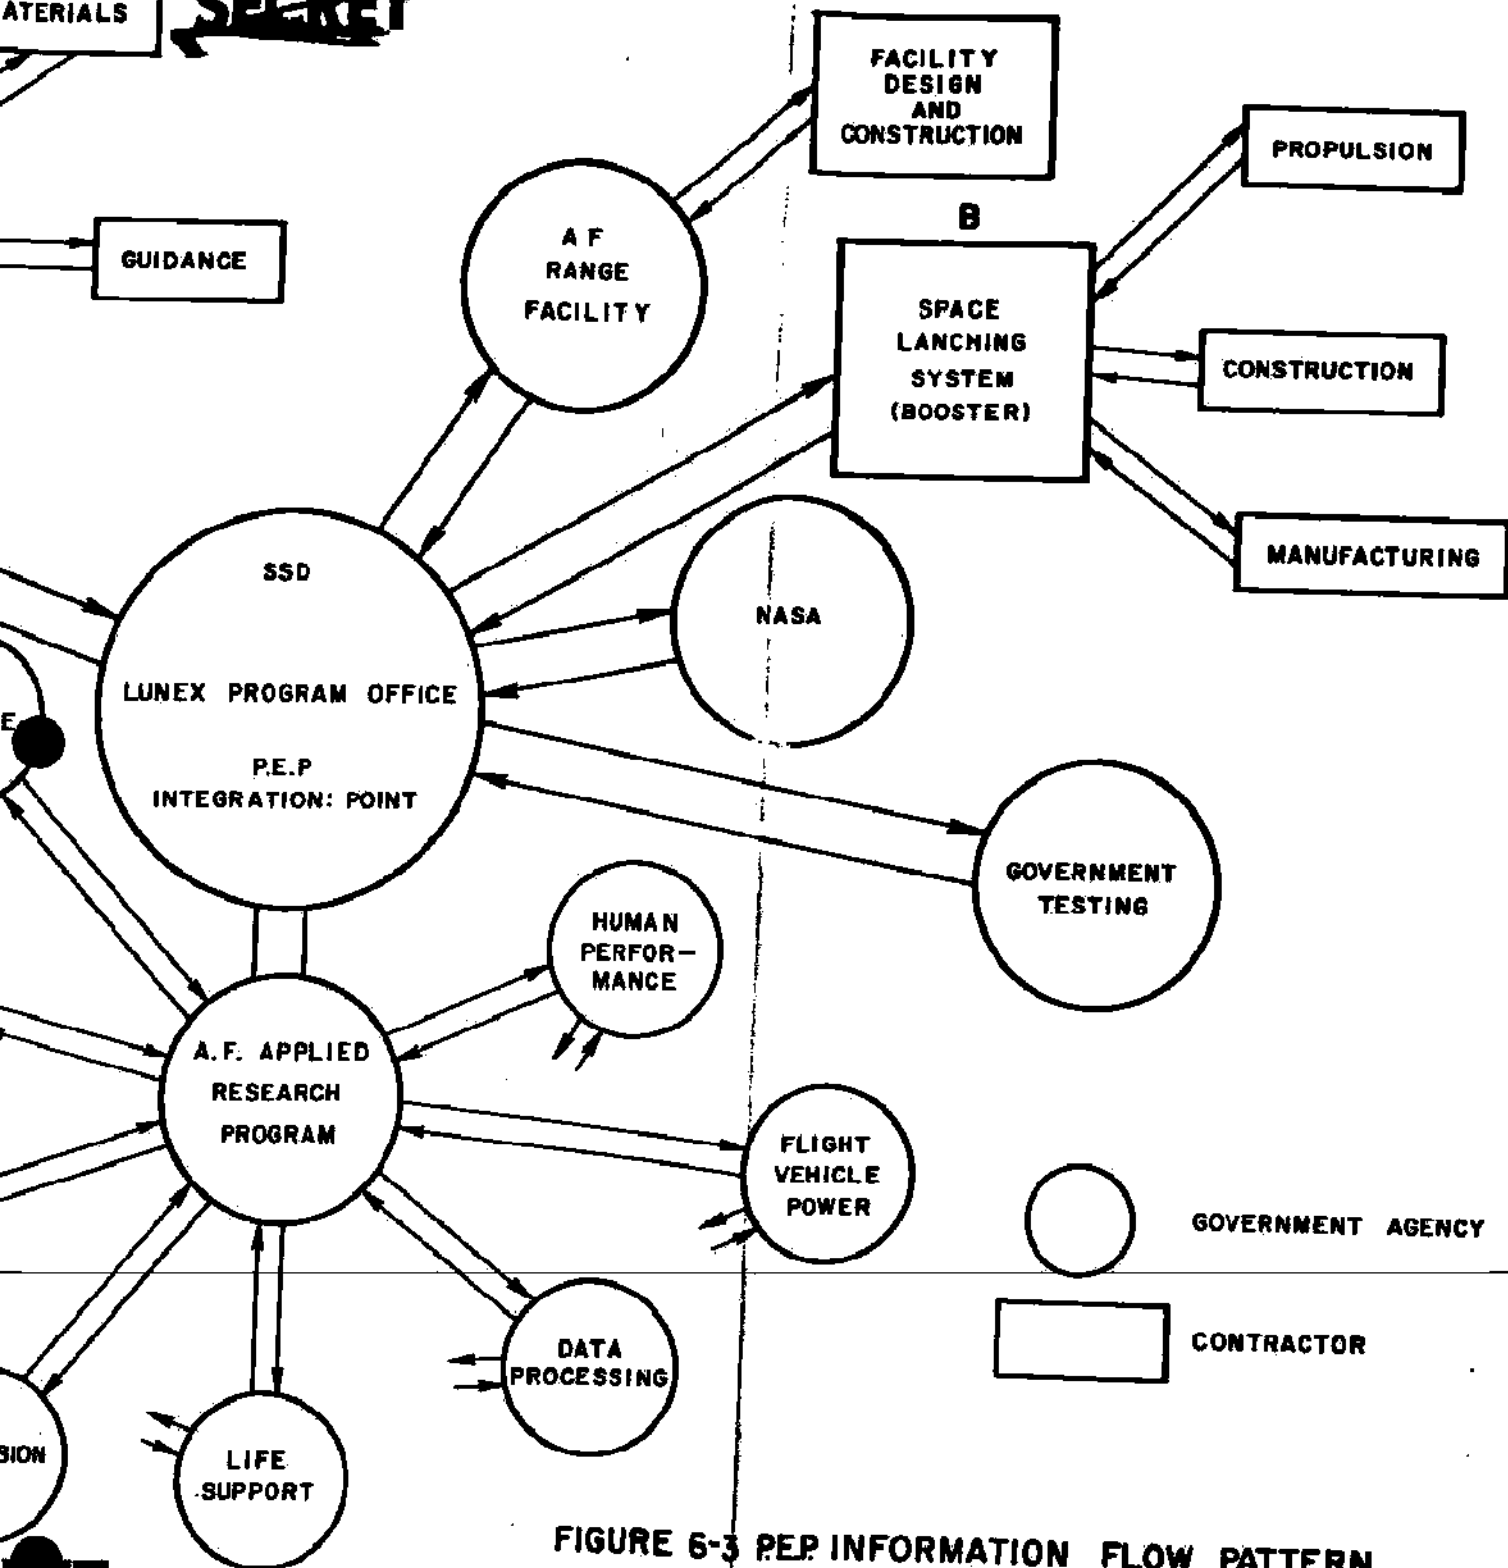 ATERIALS
SECRET
FACILITY
DESIGN
AND
CONSTRUCTION
PROPULSION
B
GUIDANCE
A F
RANGE
FACILITY
SPACE
LANCHING
SYSTEM
(BOOSTER)
CONSTRUCTION
MANUFACTURING
SSD
LUNEX PROGRAM OFFICE
P.E.P
INTEGRATION: POINT
NASA
E
GOVERNMENT
TESTING
HUMAN
PERFOR-
MANCE
A.F. APPLIED
RESEARCH
PROGRAM
FLIGHT
VEHICLE
POWER
GOVERNMENT AGENCY
DATA
PROCESSING
CONTRACTOR
SION
LIFE
SUPPORT
FIGURE 6-3 P.E.P. INFORMATION FLOW PATTERN